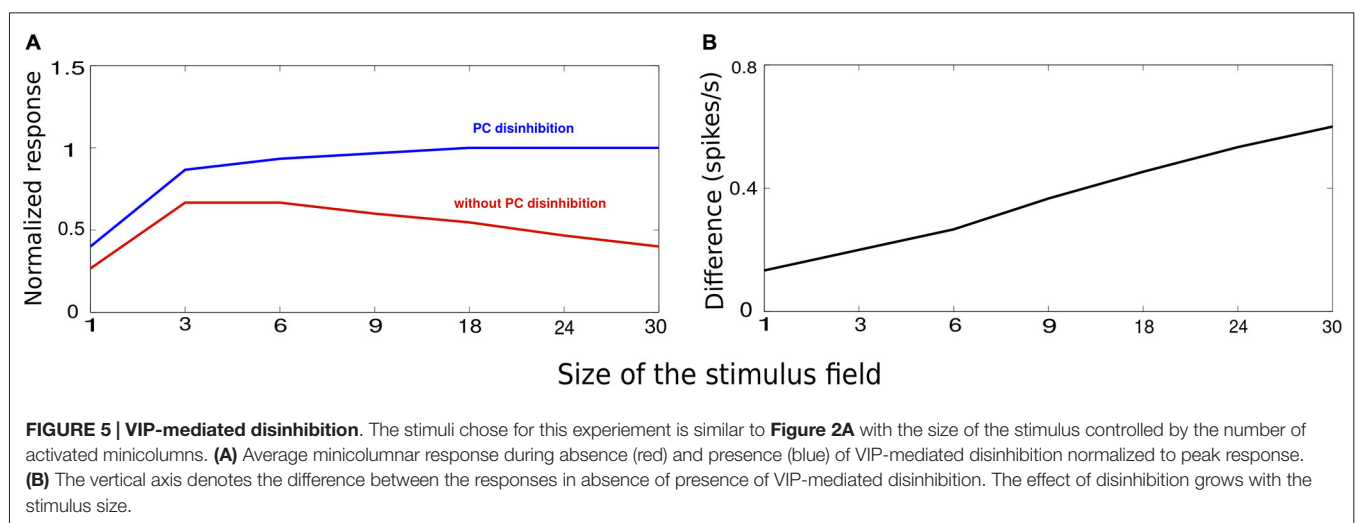 A
B
1.5
1
0.5
0
Normalized response
PC disinhibition
without PC disinhibition
1 3 6 9 18 24 30
0.8
0.4
0
Difference (spikes/s)
1 3 6 9 18 24 30
Size of the stimulus field
FIGURE 5 | VIP-mediated disinhibition. The stimuli chose for this experiement is similar to Figure 2A with the size of the stimulus controlled by the number of
activated minicolumns. (A) Average minicolumnar response during absence (red) and presence (blue) of VIP-mediated disinhibition normalized to peak response.
(B) The vertical axis denotes the difference between the responses in absence of presence of VIP-mediated disinhibition. The effect of disinhibition grows with the
stimulus size.